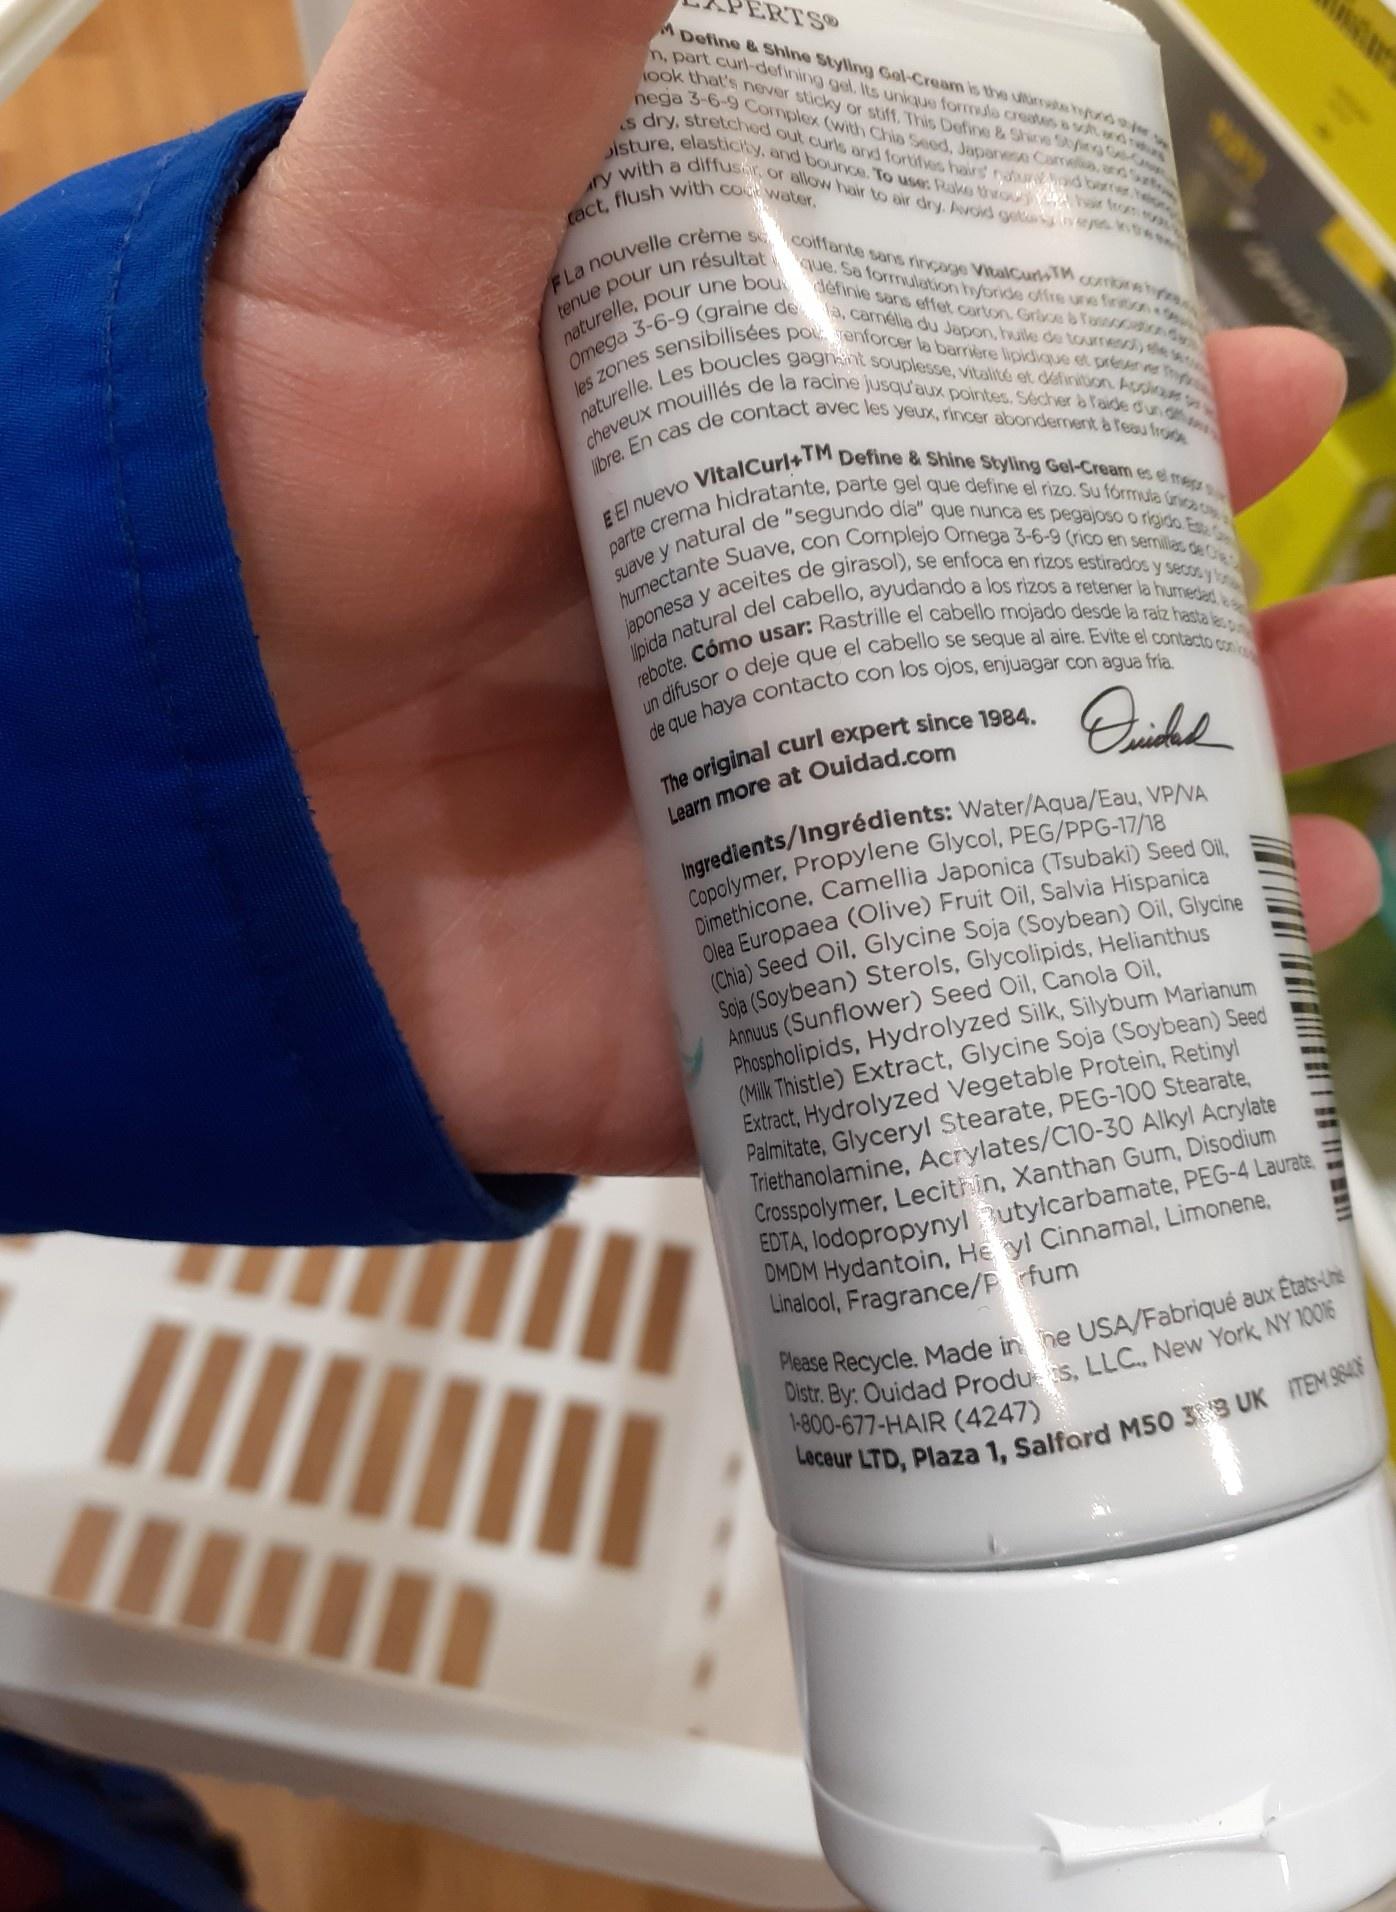 EXPERTS®
Define & Shine Styling Gel-Cream is the ultimate hybrid styler,
part curl-defining gel. Its unique formula creates a soft and
look that's never sticky or stiff. This Define & Shine Styling Gel-Cream
3-6-9 Complex (with Chia Seed, Japanese Camellia, and
dry, stretched out curls and fortifies hairs' natural lipid barrier, helping
elasticity, and bounce. To use: Rake through hair from roots
with a diffuser, or allow hair to air dry. Avoid getting in eyes. In the
flush with cool water.
F La nouvelle crème coiffante sans rinçage VitalCurl+TM combine
tenue pour un résultat Sa formulation hybride offre une finition
naturelle, pour une définie sans effet carton. Grâce à l'association
Omega 3-6-9 (graine de camélia du Japon, huile de tournesol) elle
les zones sensibilisées pour renforcer la barrière lipidique et préserver
naturelle. Les boucles gagnent souplesse, vitalité et définition. Appliquer
cheveux mouillés de la racine jusqu'aux pointes. Sécher à l'aide d'un
libre. En cas de contact avec les yeux, rincer abondement à l'eau froide.
E El nuevo VitalCurl+TM Define & Shine Styling Gel-Cream es el mejor
parte crema hidratante, parte gel que define el rizo. Su fórmula única
suave y natural de "segundo día" que nunca es pegajoso o rígido.
humectante Suave, con Complejo Omega 3-6-9 (rico en semillas de
japonesa y aceites de girasol), se enfoca en rizos estirados y secos y
lípida natural del cabello, ayudando a los rizos a retener la humedad,
rebote. Cómo usar: Rastrille el cabello mojado desde la raíz hasta las
un difusor o deje que el cabello se seque al aire. Evite el contacto
de que haya contacto con los ojos, enjuagar con agua fría.
The original curl expert since 1984.
Learn more at Ouidad.com
Ouidad
Ingredients/Ingrédients: Water/Aqua/Eau, VP/VA
Copolymer, Propylene Glycol, PEG/PPG-17/18
Dimethicone, Camellia Japonica (Tsubaki) Seed Oil,
Olea Europaea (Olive) Fruit Oil, Salvia Hispanica
(Chia) Seed Oil, Glycine Soja (Soybean) Oil, Glycine
Soja (Soybean) Sterols, Glycolipids, Helianthus
Annuus (Sunflower) Seed Oil, Canola Oil,
Phospholipids, Hydrolyzed Silk, Silybum Marianum
(Milk Thistle) Extract, Glycine Soja (Soybean) Seed
Extract, Hydrolyzed Vegetable Protein, Retinyl
Palmitate, Glyceryl Stearate, PEG-100 Stearate,
Triethanolamine, Acrylates/C10-30 Alkyl Acrylate
Crosspolymer, Lecithin, Xanthan Gum, Disodium
EDTA, Iodopropynyl Butylcarbamate, PEG-4 Laurate,
DMDM Hydantoin, Hexyl Cinnamal, Limonene,
Linalool, Fragrance/Parfum
Please Recycle. Made in the USA/Fabriqué aux États-Unis
Distr. By: Ouidad Products, LLC., New York, NY 10016
1-800-677-HAIR (4247)
Leceur LTD, Plaza 1, Salford M50 UK ITEM